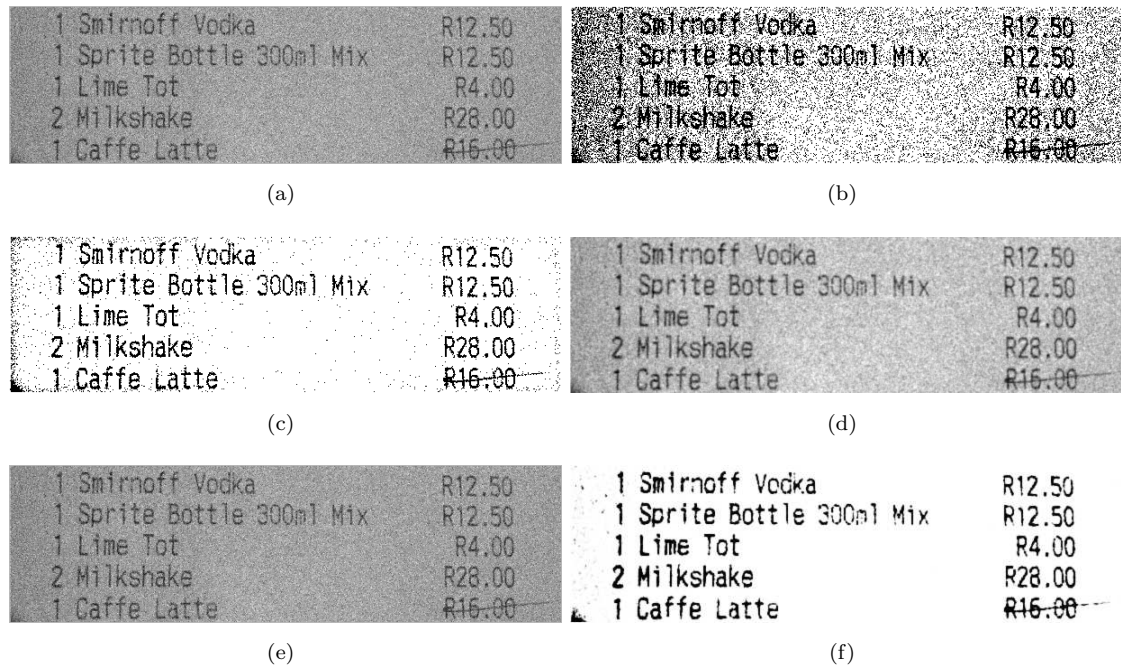 1 Smirnoff Vodka R12.50 1 Smirnoff Vodka R12.50
1 Sprite Bottle 300ml Mix R12.50 1 Sprite Bottle 300ml Mix R12.50
1 Lime Tot R4.00 1 Lime Tot R4.00
2 Milkshake R28.00 2 Milkshake R28.00
1 Caffe Latte R16.00 1 Caffe Latte R16.00
(a) (b)
1 Smirnoff Vodka R12.50 1 Smirnoff Vodka R12.50
1 Sprite Bottle 300ml Mix R12.50 1 Sprite Bottle 300ml Mix R12.50
1 Lime Tot R4.00 1 Lime Tot R4.00
2 Milkshake R28.00 2 Milkshake R28.00
1 Caffe Latte R16.00 1 Caffe Latte R16.00
(c) (d)
1 Smirnoff Vodka R12.50 1 Smirnoff Vodka R12.50
1 Sprite Bottle 300ml Mix R12.50 1 Sprite Bottle 300ml Mix R12.50
1 Lime Tot R4.00 1 Lime Tot R4.00
2 Milkshake R28.00 2 Milkshake R28.00
1 Caffe Latte R16.00 1 Caffe Latte R16.00
(e) (f)